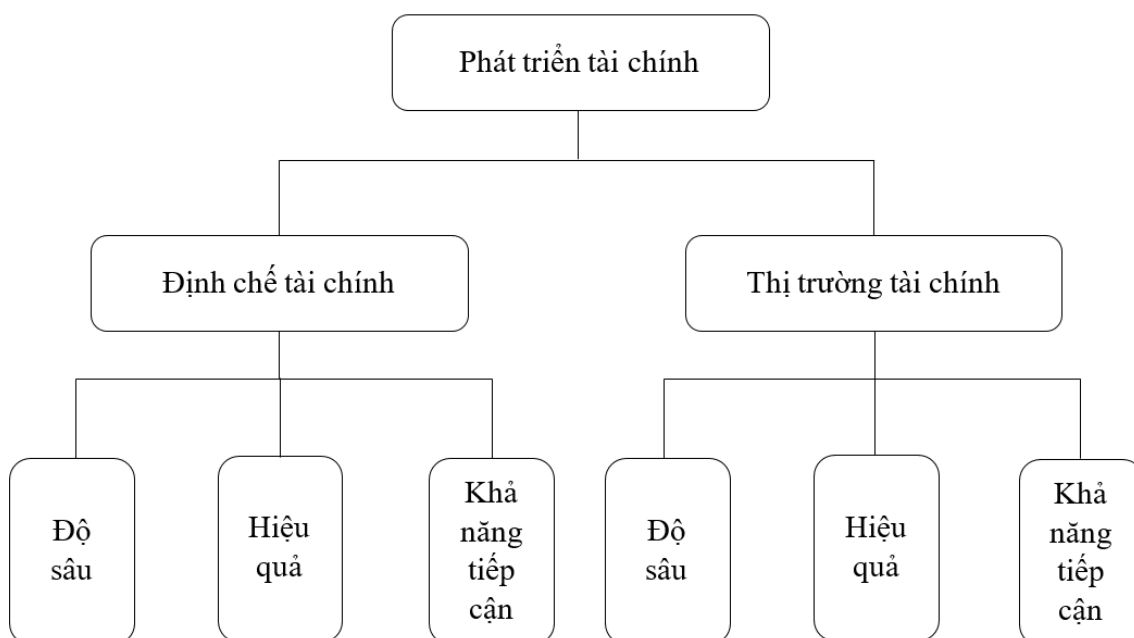 Phát triển tài chính
Định chế tài chính
Thị trường tài chính
Độ
sâu
Hiệu
quả
Khả
năng
tiếp
cận
Độ
sâu
Hiệu
quả
Khả
năng
tiếp
cận